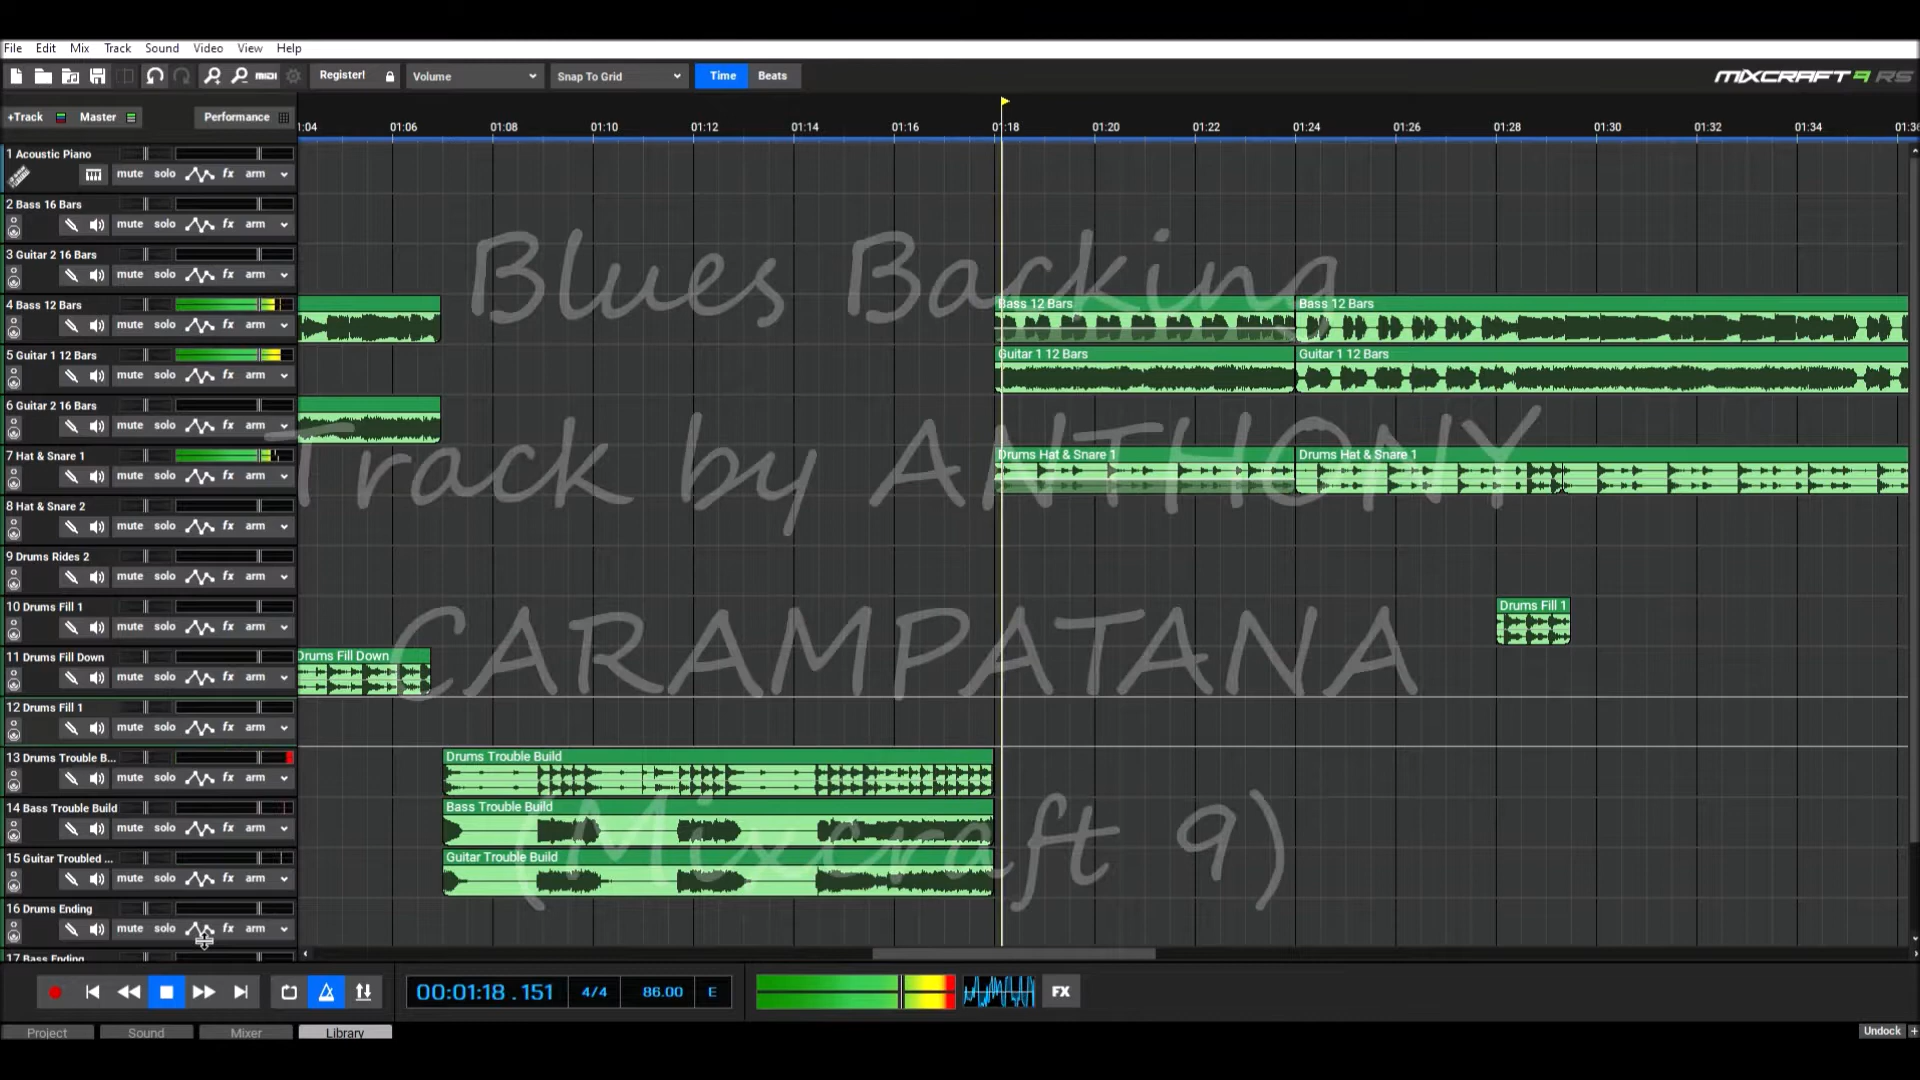 File Edit Mix Track Sound Video View Help
MIDI Register! Volume Snap To Grid Time Beats MIXCRAFT 9 RS
+Track Master Performance
1:04 01:06 01:08 01:10 01:12 01:14 01:16 01:18 01:20 01:22 01:24 01:26 01:28 01:30 01:32 01:34 01:36
1 Acoustic Piano
mute solo fx arm
2 Bass 16 Bars
mute solo fx arm
3 Guitar 2 16 Bars
mute solo fx arm
Blues Backing
4 Bass 12 Bars
Bass 12 Bars Bass 12 Bars
mute solo fx arm
5 Guitar 1 12 Bars
Guitar 1 12 Bars Guitar 1 12 Bars
mute solo fx arm
6 Guitar 2 16 Bars
mute solo fx arm
Track by ANTHONY
7 Hat & Snare 1
Drums Hat & Snare 1 Drums Hat & Snare 1
mute solo fx arm
8 Hat & Snare 2
mute solo fx arm
9 Drums Rides 2
mute solo fx arm
10 Drums Fill 1
Drums Fill 1
mute solo fx arm
CARAMPATANA
11 Drums Fill Down
Drums Fill Down
mute solo fx arm
12 Drums Fill 1
mute solo fx arm
13 Drums Trouble B...
Drums Trouble Build
mute solo fx arm
14 Bass Trouble Build
Bass Trouble Build
mute solo fx arm
(Mixcraft 9)
15 Guitar Troubled ...
Guitar Trouble Build
mute solo fx arm
16 Drums Ending
mute solo fx arm
17 Bass Ending
00:01:18 .151 4/4 86.00 E FX
Project Sound Mixer Library Undock +